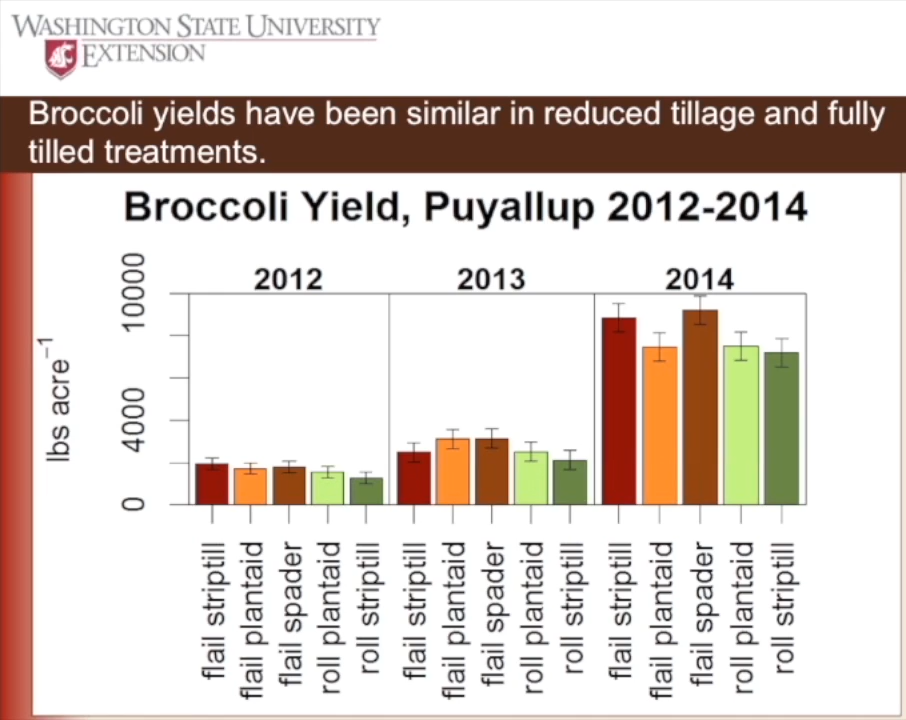 WASHINGTON STATE UNIVERSITY
EXTENSION
Broccoli yields have been similar in reduced tillage and fully
tilled treatments.
Broccoli Yield, Puyallup 2012-2014
2012 2013 2014
lbs acre⁻¹
10000
4000
0
flail striptill
flail plantaid
flail spader
roll plantaid
roll striptill
flail striptill
flail plantaid
flail spader
roll plantaid
roll striptill
flail striptill
flail plantaid
flail spader
roll plantaid
roll striptill